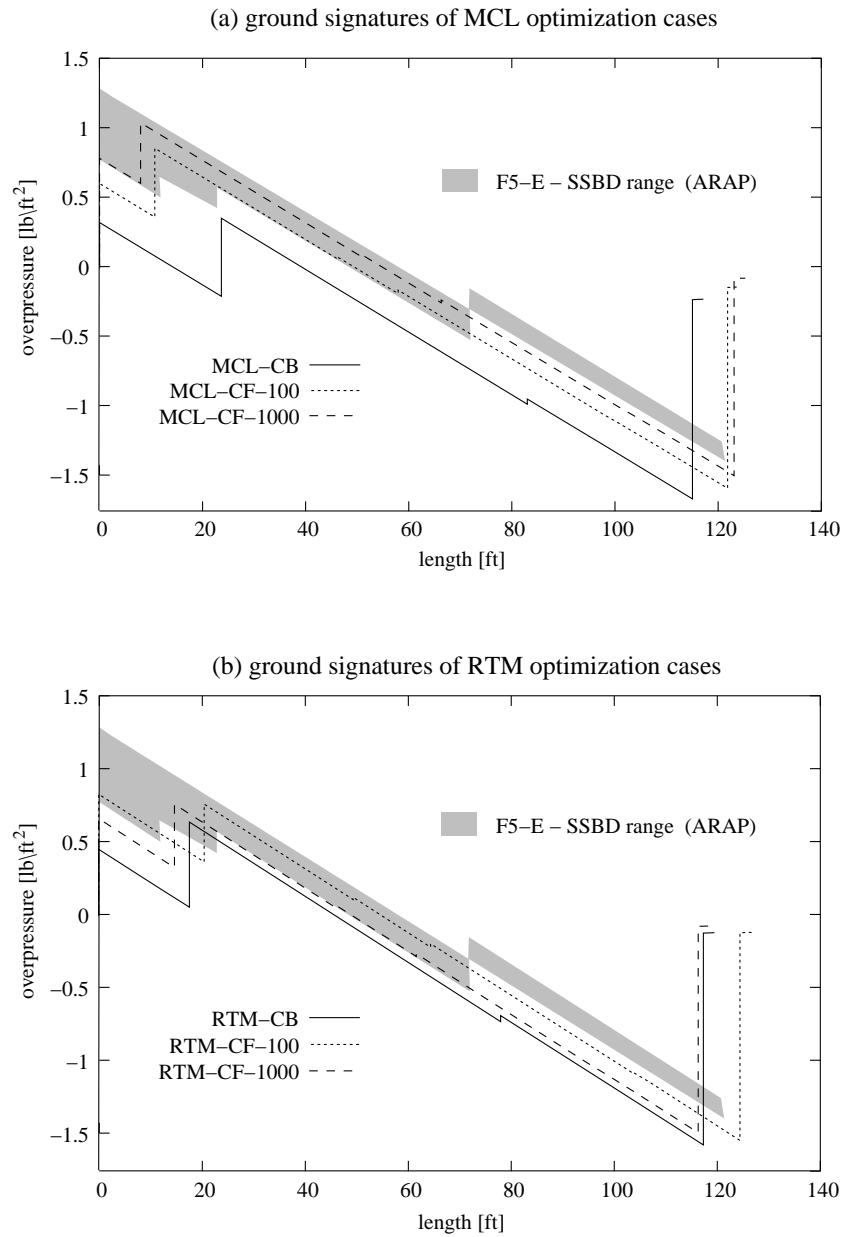 (a) ground signatures of MCL optimization cases
1.5
1
0.5
0
−0.5
−1
−1.5
overpressure [lb\ft²]
F5−E − SSBD range (ARAP)
MCL−CB
MCL−CF−100
MCL−CF−1000
0 20 40 60 80 100 120 140
length [ft]
(b) ground signatures of RTM optimization cases
1.5
1
0.5
0
−0.5
−1
−1.5
overpressure [lb\ft²]
F5−E − SSBD range (ARAP)
RTM−CB
RTM−CF−100
RTM−CF−1000
0 20 40 60 80 100 120 140
length [ft]